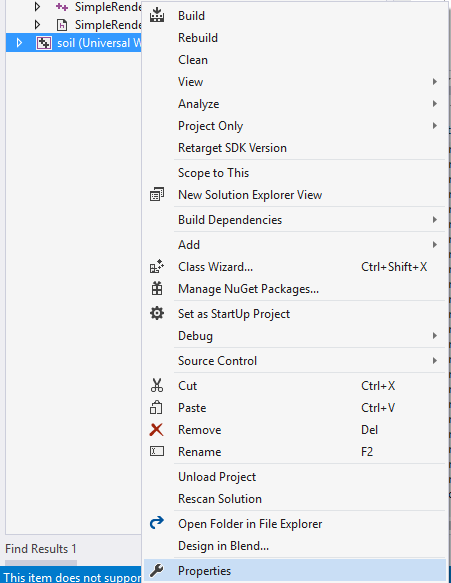 SimpleRende
SimpleRende
soil (Universal W
Build
Rebuild
Clean
View
Analyze
Project Only
Retarget SDK Version
Scope to This
New Solution Explorer View
Build Dependencies
Add
Class Wizard... Ctrl+Shift+X
Manage NuGet Packages...
Set as StartUp Project
Debug
Source Control
Cut Ctrl+X
Paste Ctrl+V
Remove Del
Rename F2
Unload Project
Rescan Solution
Open Folder in File Explorer
Design in Blend...
Properties
Find Results 1
This item does not suppor